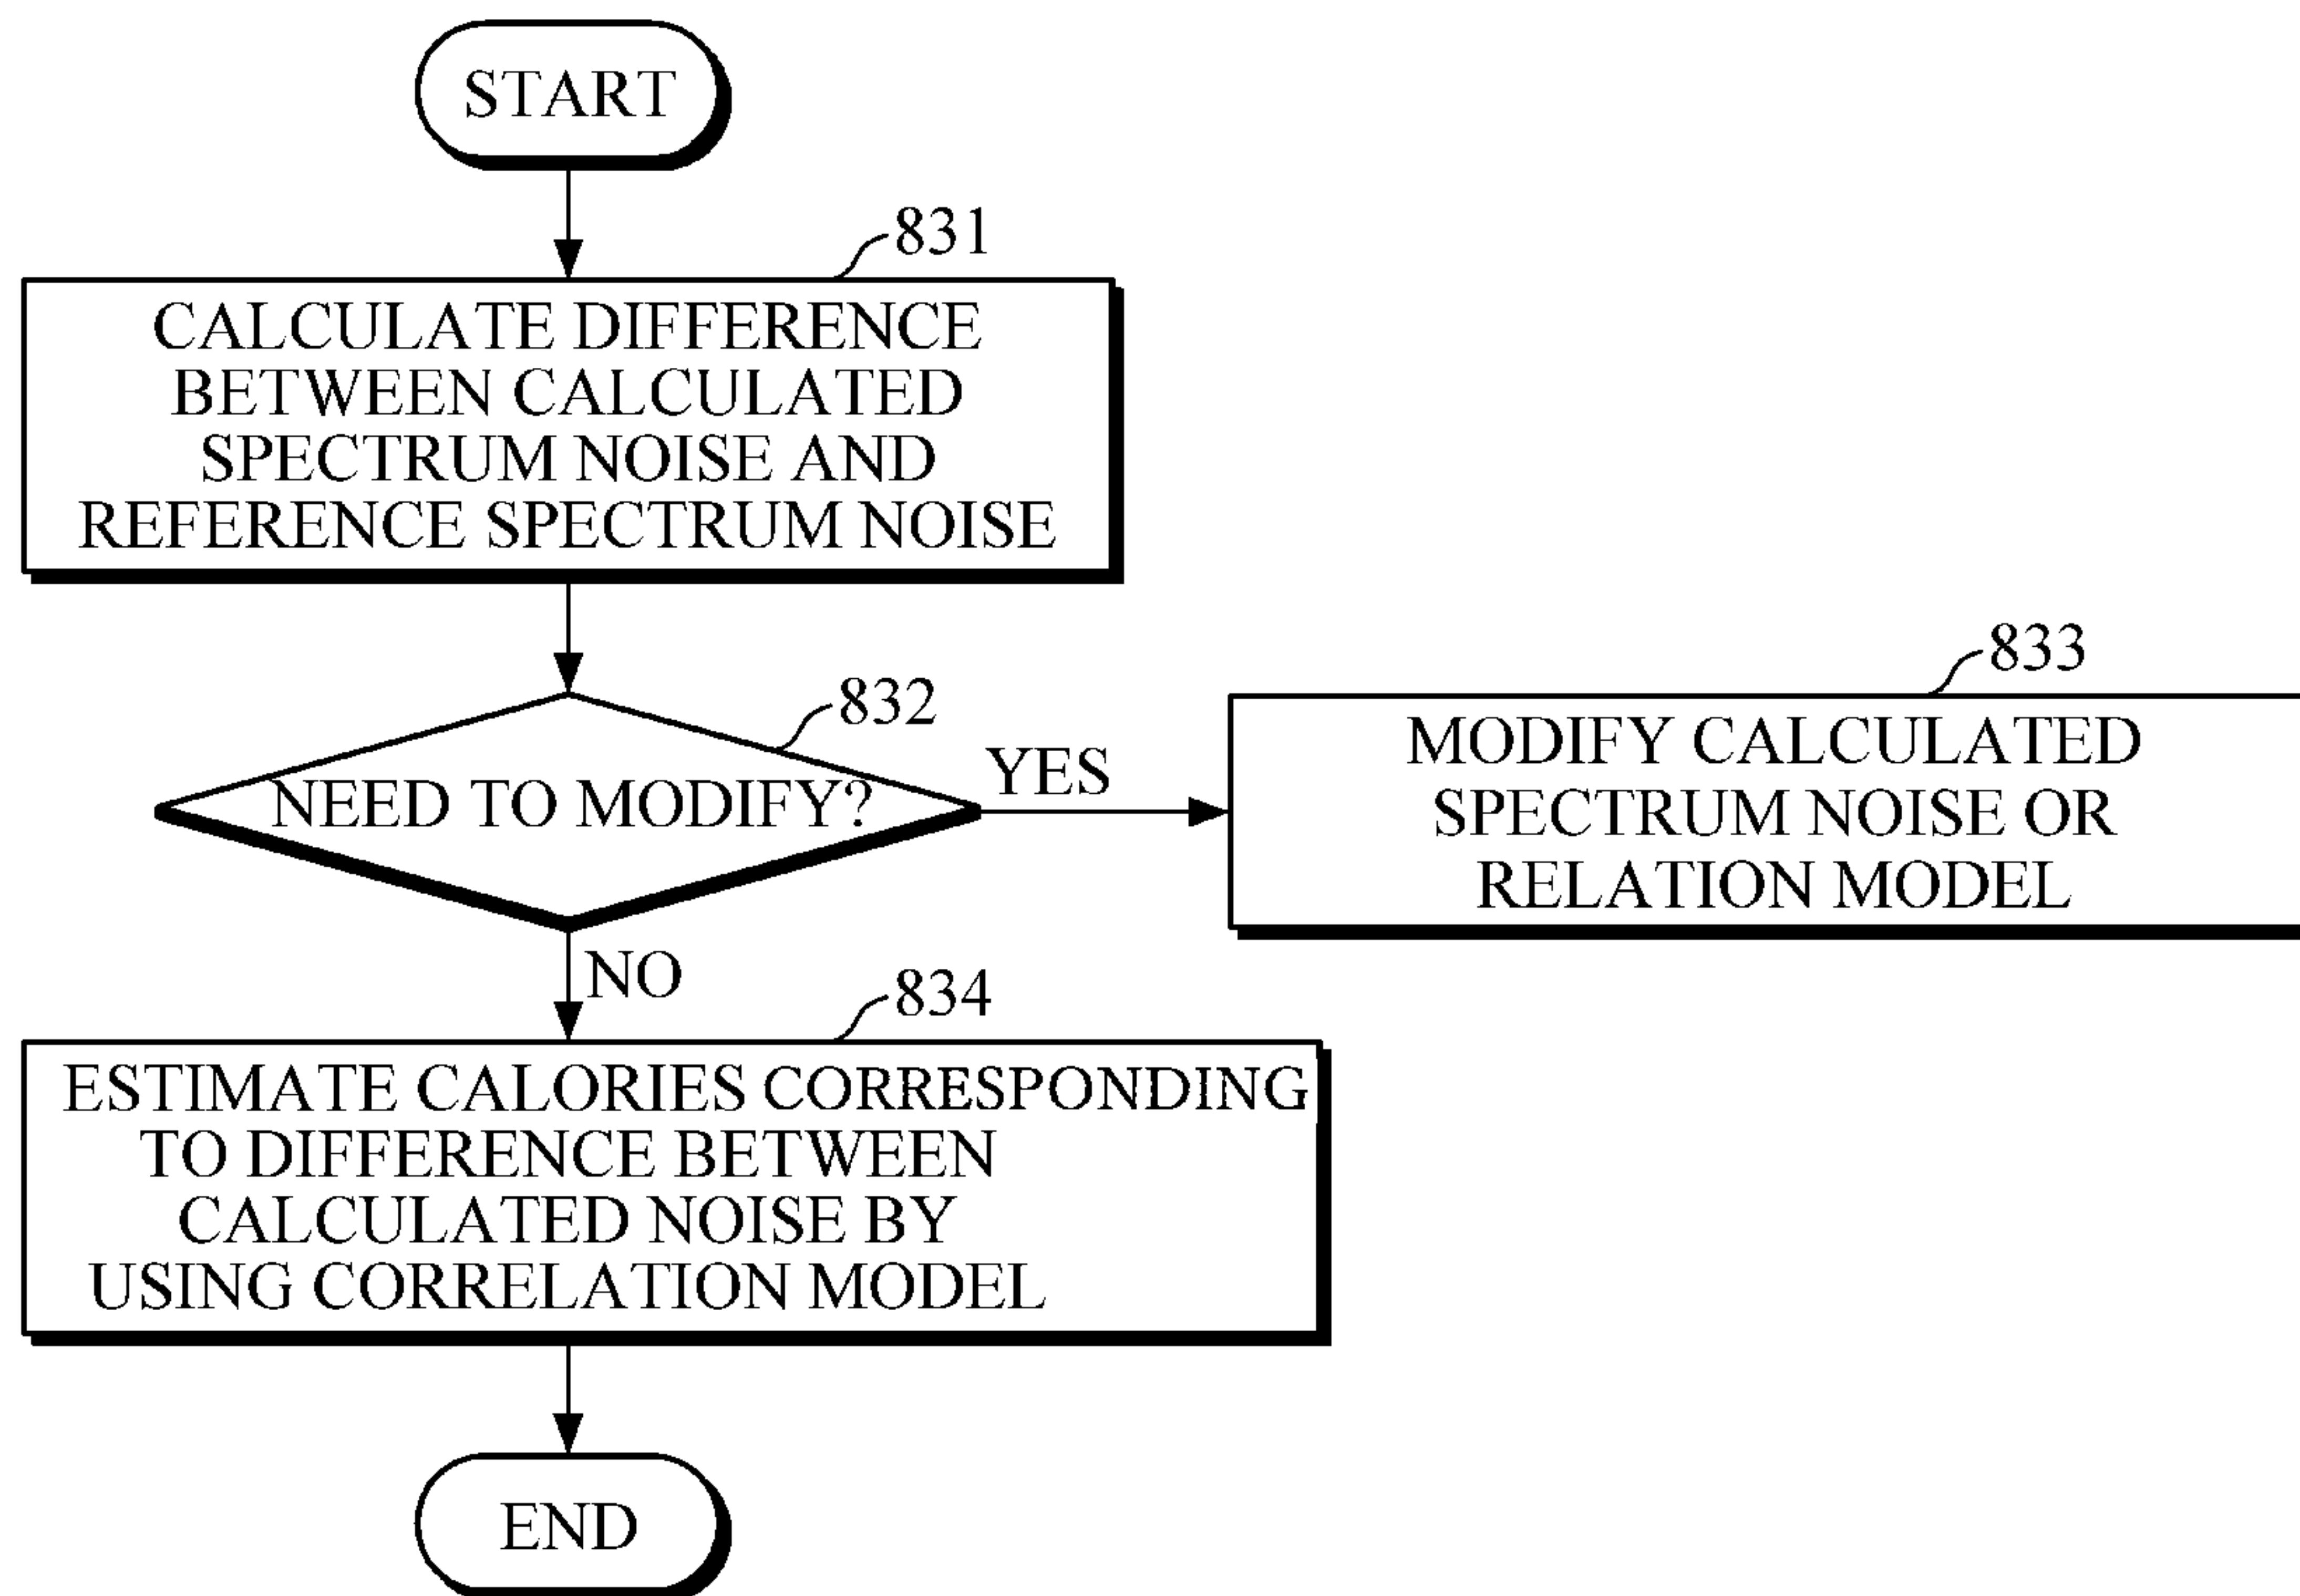 START
831
CALCULATE DIFFERENCE
BETWEEN CALCULATED
SPECTRUM NOISE AND
REFERENCE SPECTRUM NOISE
832
NEED TO MODIFY?
YES
833
MODIFY CALCULATED
SPECTRUM NOISE OR
RELATION MODEL
NO
834
ESTIMATE CALORIES CORRESPONDING
TO DIFFERENCE BETWEEN
CALCULATED NOISE BY
USING CORRELATION MODEL
END